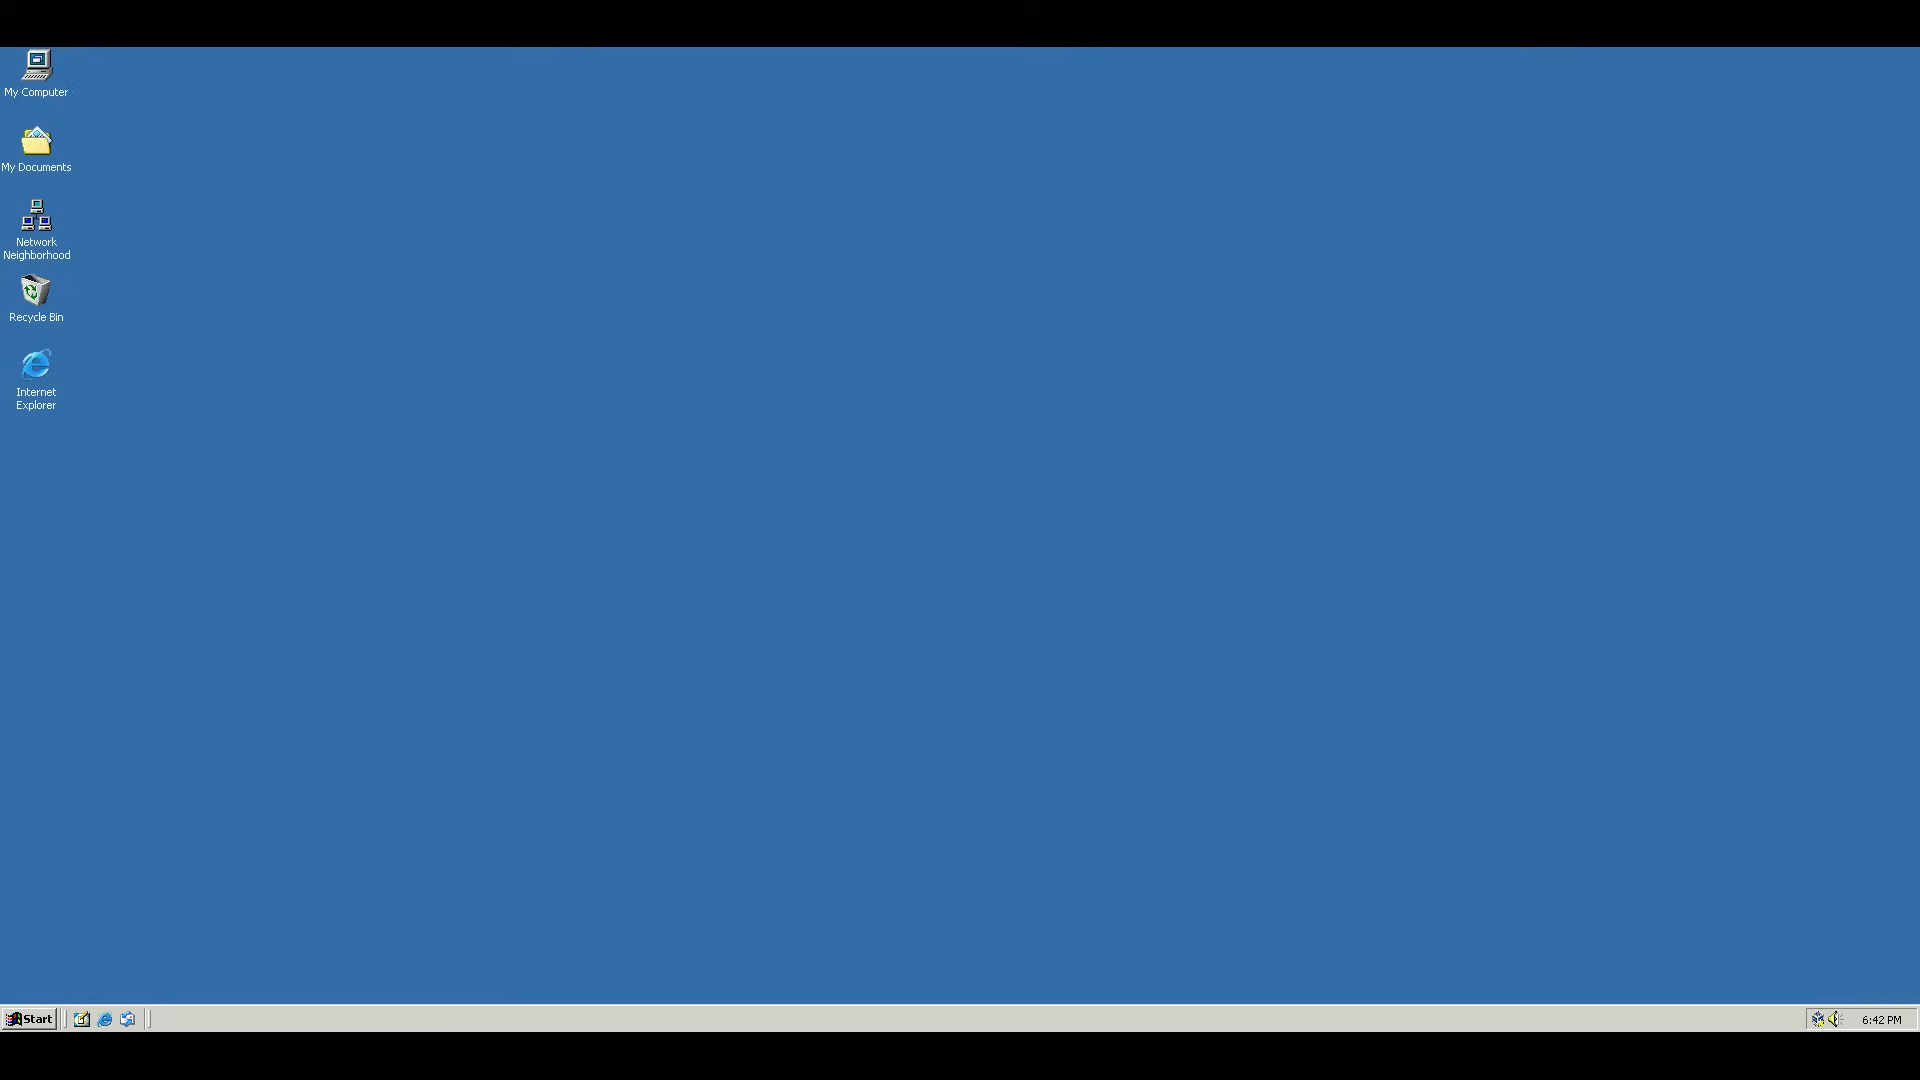 My Computer
My Documents
Network
Neighborhood
Recycle Bin
Internet
Explorer
Start
6:42 PM